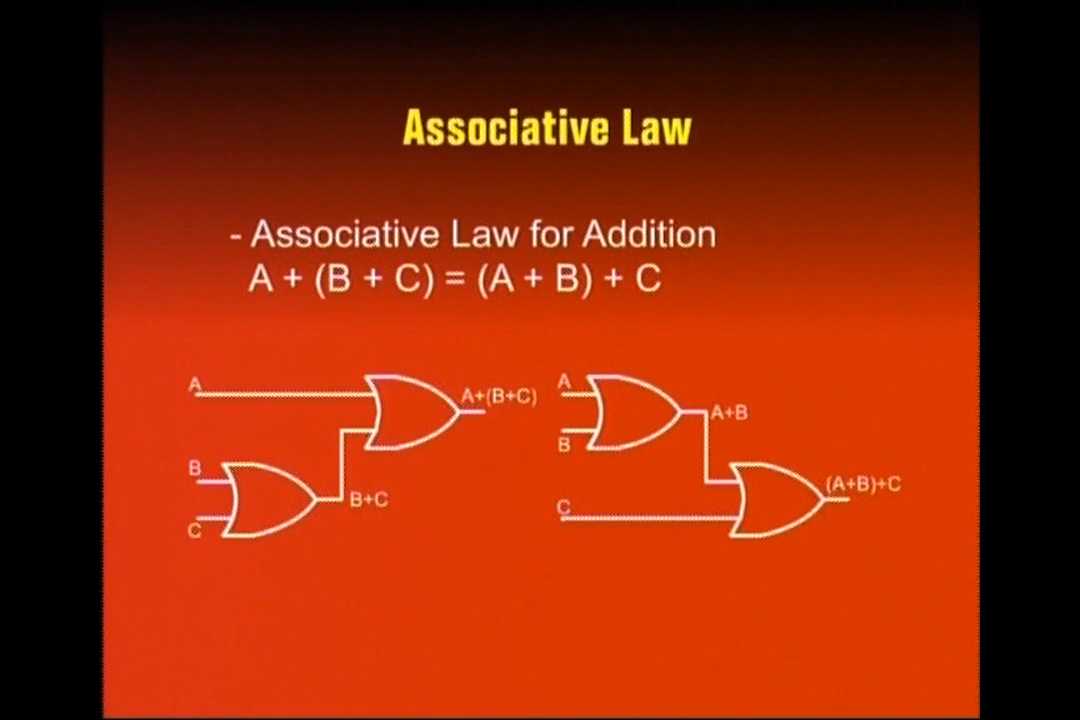 Associative Law
- Associative Law for Addition
A + (B + C) = (A + B) + C
A
A+(B+C)
B
B+C
C
A
A+B
B
(A+B)+C
C